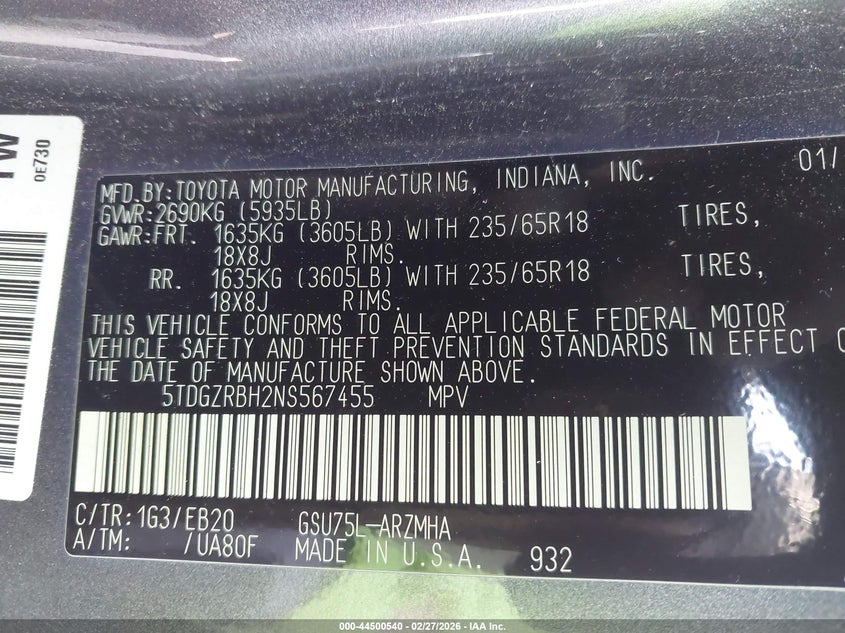 TW
0E730
MFD.BY:TOYOTA MOTOR MANUFACTURING, INDIANA, INC. 01/
GVWR:2690KG (5935LB)
GAWR:FRT. 1635KG (3605LB) WITH 235/65R18 TIRES,
18X8J RIMS.
RR. 1635KG (3605LB) WITH 235/65R18 TIRES,
18X8J RIMS.
THIS VEHICLE CONFORMS TO ALL APPLICABLE FEDERAL MOTOR
VEHICLE SAFETY AND THEFT PREVENTION STANDARDS IN EFFECT O
THE DATE OF MANUFACTURE SHOWN ABOVE.
5TDGZRBH2NS567455 MPV
C/TR:1G3/EB20 GSU75L-ARZMHA
A/TM: /UA80F MADE IN U.S.A. 932
000-44500540 - 02/27/2026 - IAA Inc.